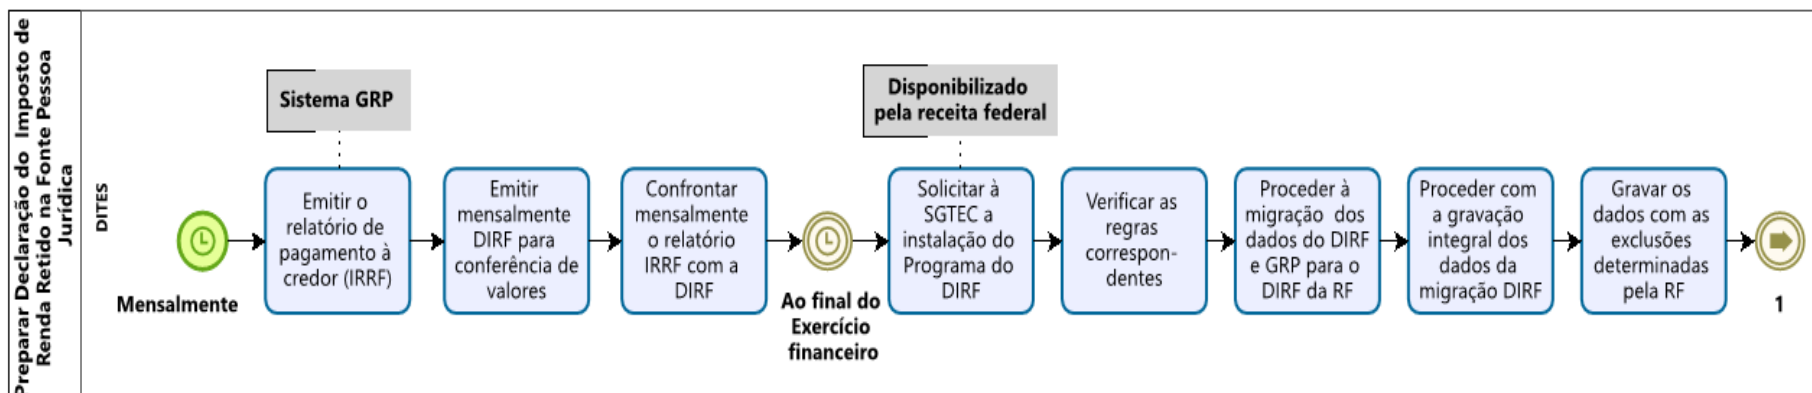 Preparar Declaração do Imposto de
Renda Retido na Fonte Pessoa
Jurídica
DITES
Mensalmente
Sistema GRP
Emitir o
relatório de
pagamento à
credor (IRRF)
Emitir
mensalmente
DIRF para
conferência de
valores
Confrontar
mensalmente
o relatório
IRRF com a
DIRF
Ao final do
Exercício
financeiro
Disponibilizado
pela receita federal
Solicitar à
SGTEC a
instalação do
Programa do
DIRF
Verificar as
regras
correspon-
dentes
Proceder à
migração dos
dados do DIRF
e GRP para o
DIRF da RF
Proceder com
a gravação
integral dos
dados da
migração DIRF
Gravar os
dados com as
exclusões
determinadas
pela RF
1